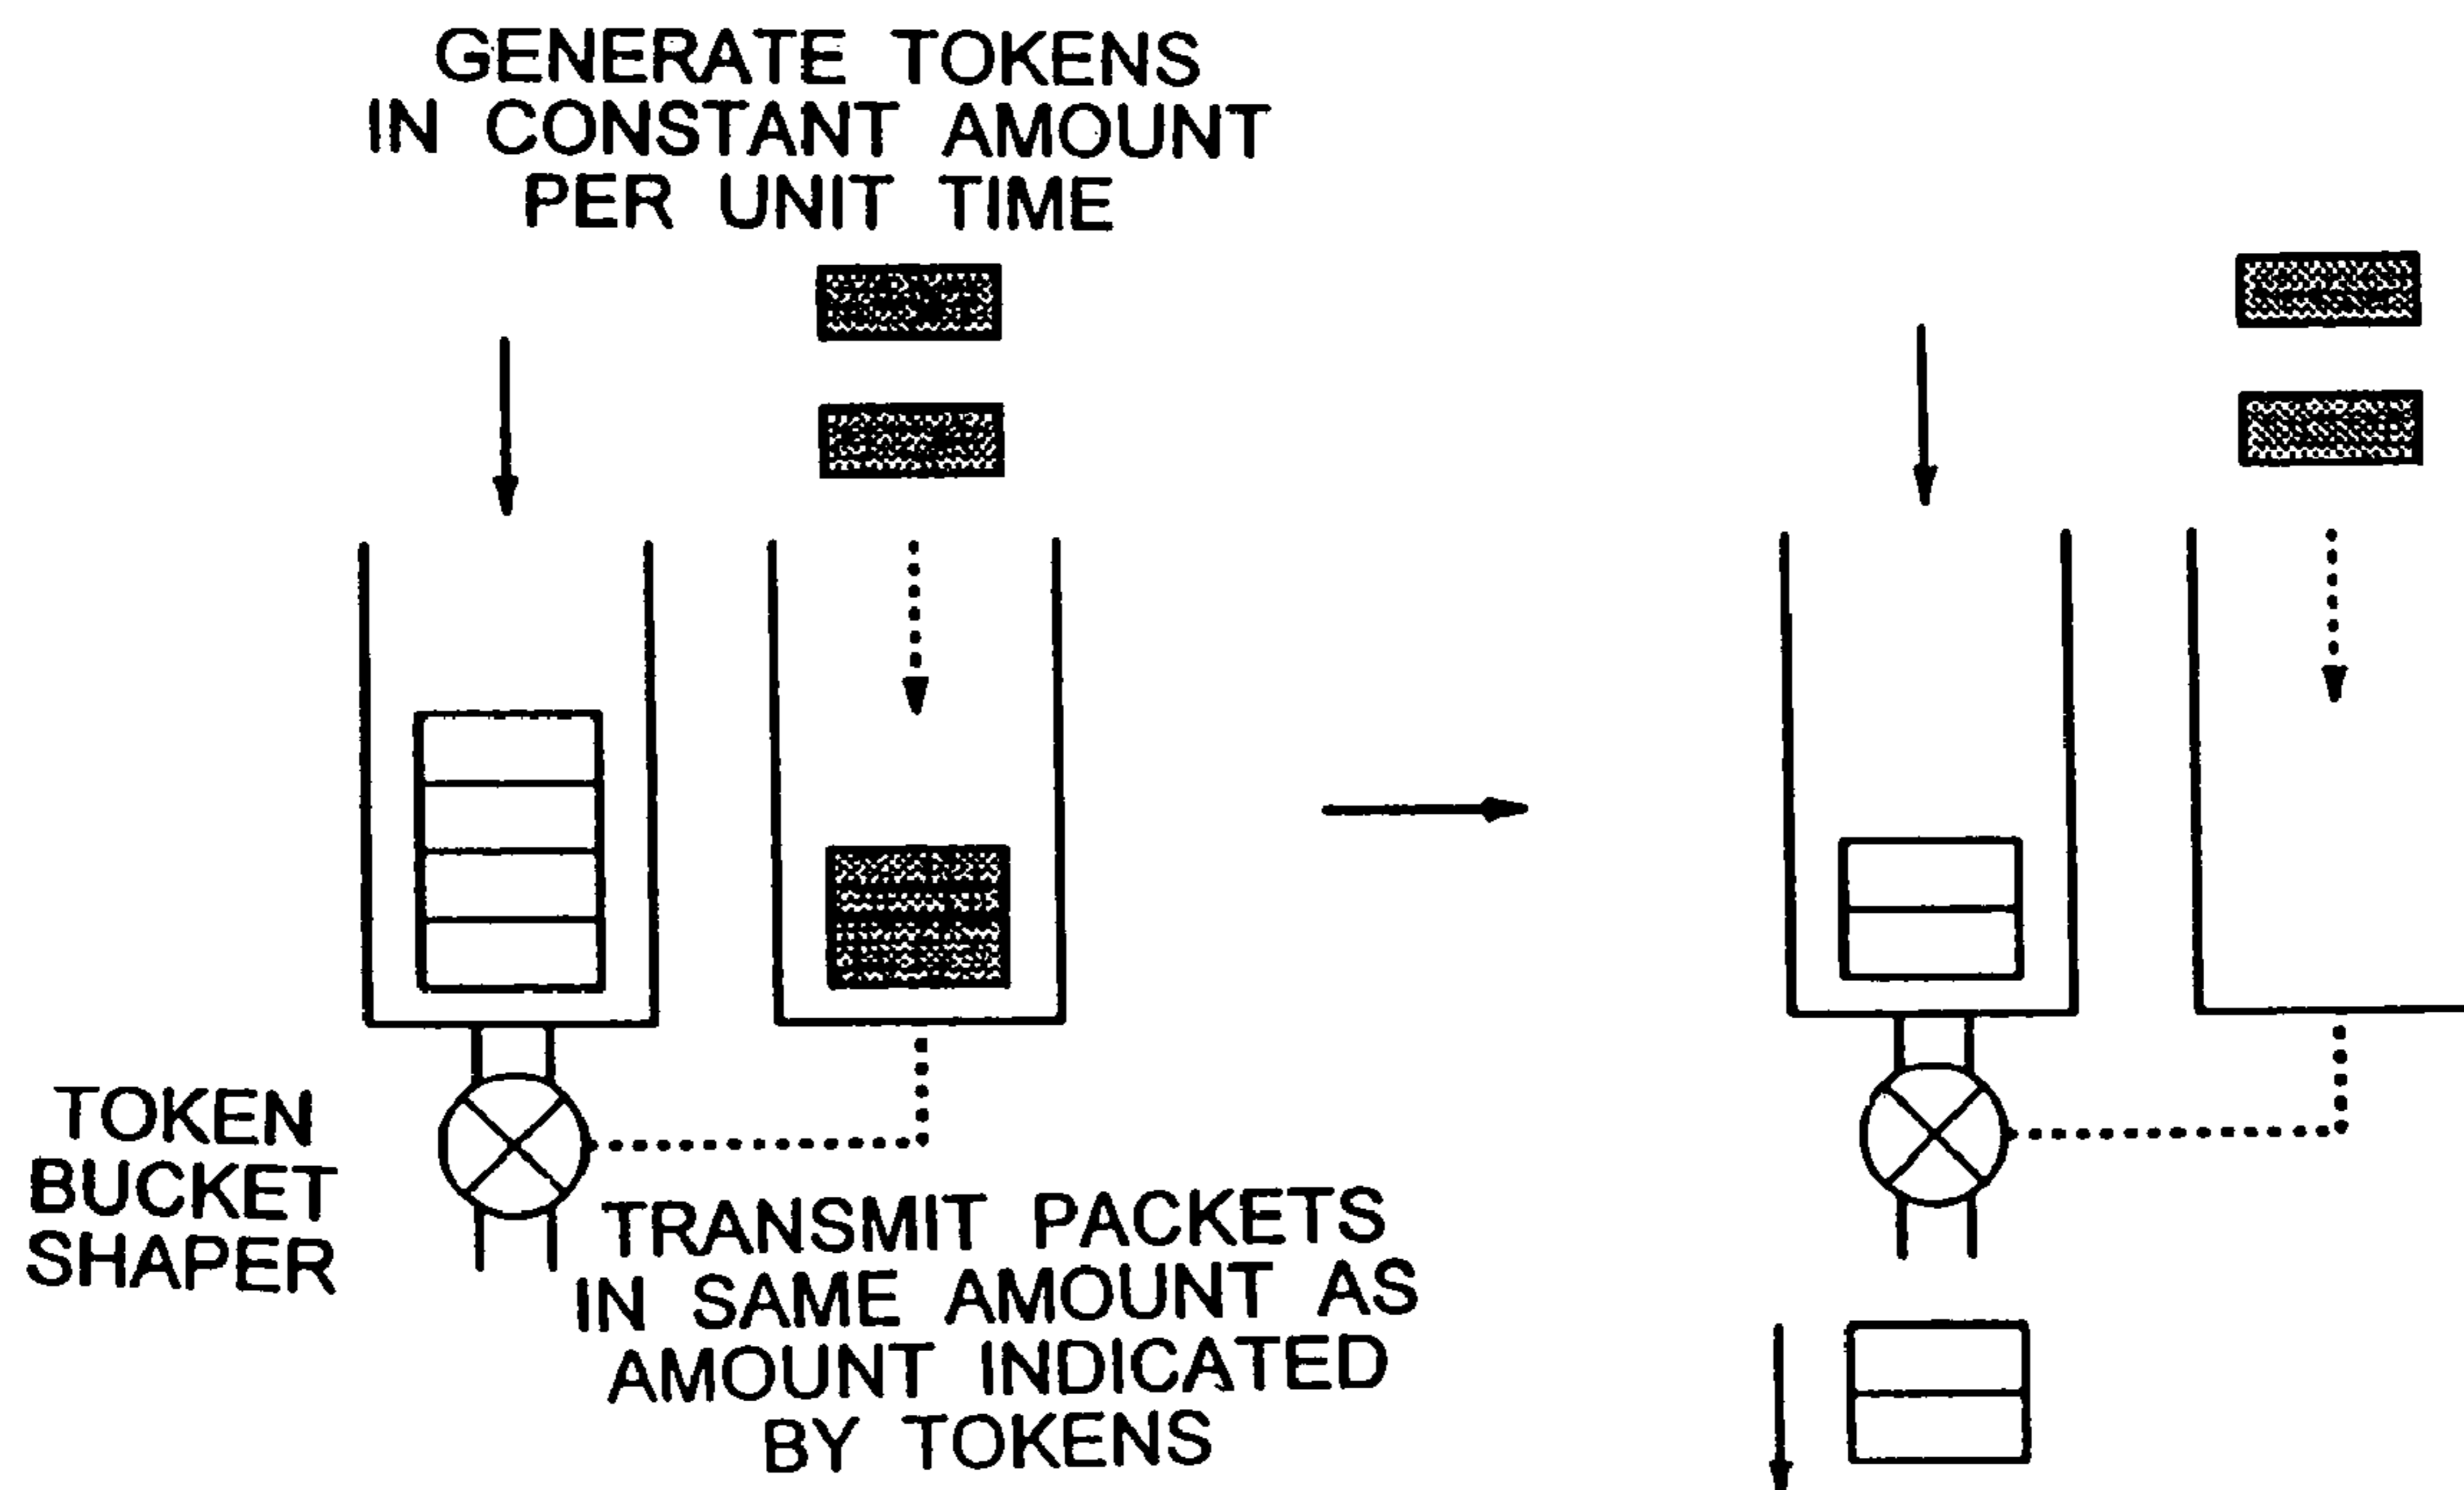 GENERATE TOKENS
IN CONSTANT AMOUNT
PER UNIT TIME
TOKEN
BUCKET
SHAPER
TRANSMIT PACKETS
IN SAME AMOUNT AS
AMOUNT INDICATED
BY TOKENS